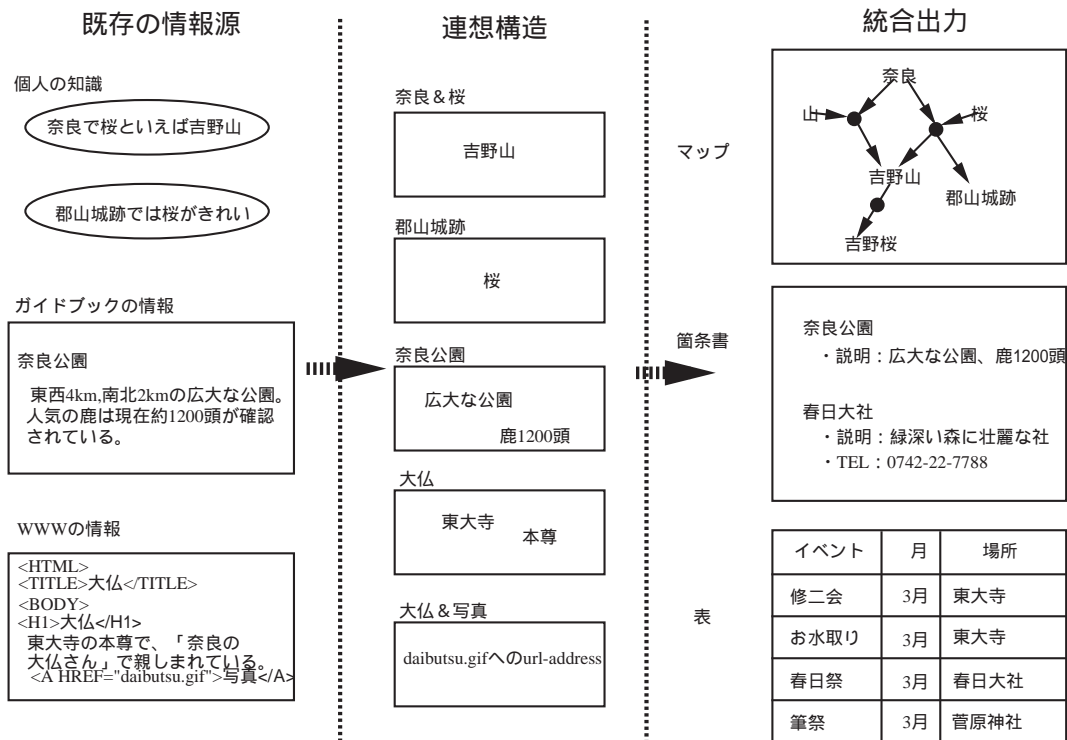 既存の情報源
個人の知識
奈良で桜といえば吉野山
郡山城跡では桜がきれい
ガイドブックの情報
奈良公園
東西4km,南北2kmの広大な公園。
人気の鹿は現在約1200頭が確認
されている。
WWWの情報
<HTML>
<TITLE>大仏</TITLE>
<BODY>
<H1>大仏</H1>
東大寺の本尊で、「奈良の
大仏さん」で親しまれている。
<A HREF="daibutsu.gif">写真</A>
連想構造
奈良&桜
吉野山
郡山城跡
桜
奈良公園
広大な公園
鹿1200頭
大仏
東大寺
本尊
大仏&写真
daibutsu.gifへのurl-address
統合出力
マップ
奈良
山
桜
吉野山
郡山城跡
吉野桜
箇条書
奈良公園
・説明:広大な公園、鹿1200頭
春日大社
・説明:緑深い森に壮麗な社
・TEL:0742-22-7788
表
イベント 月 場所
修二会 3月 東大寺
お水取り 3月 東大寺
春日祭 3月 春日大社
筆祭 3月 菅原神社